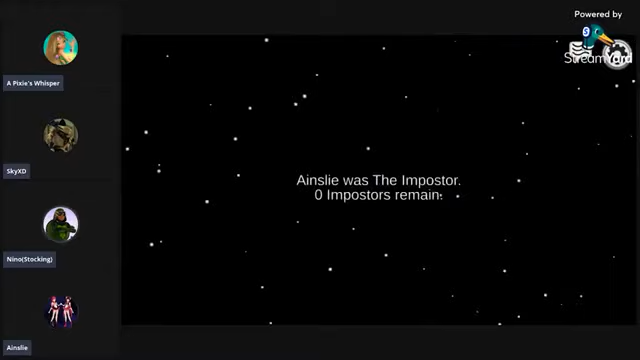 Powered by
StreamYard
A Pixie's Whisper
SkyXD
Ainslie was The Impostor.
0 Impostors remain.
Nino(Stocking)
Ainslie